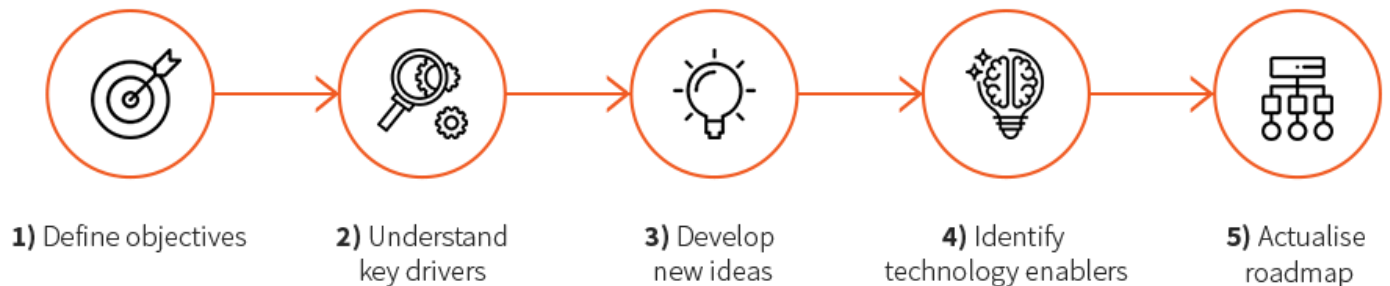 1) Define objectives
2) Understand
key drivers
3) Develop
new ideas
4) Identify
technology enablers
5) Actualise
roadmap